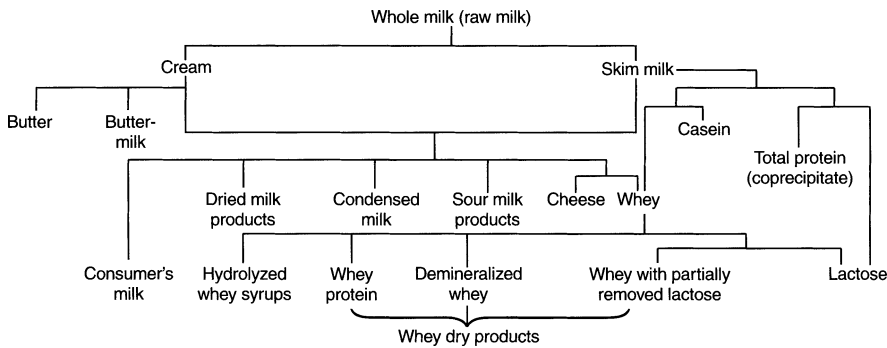 Whole milk (raw milk)
Cream
Skim milk
Butter
Butter-
milk
Casein
Total protein
(coprecipitate)
Dried milk
products
Condensed
milk
Sour milk
products
Cheese
Whey
Consumer's
milk
Hydrolyzed
whey syrups
Whey
protein
Demineralized
whey
Whey with partially
removed lactose
Lactose
Whey dry products